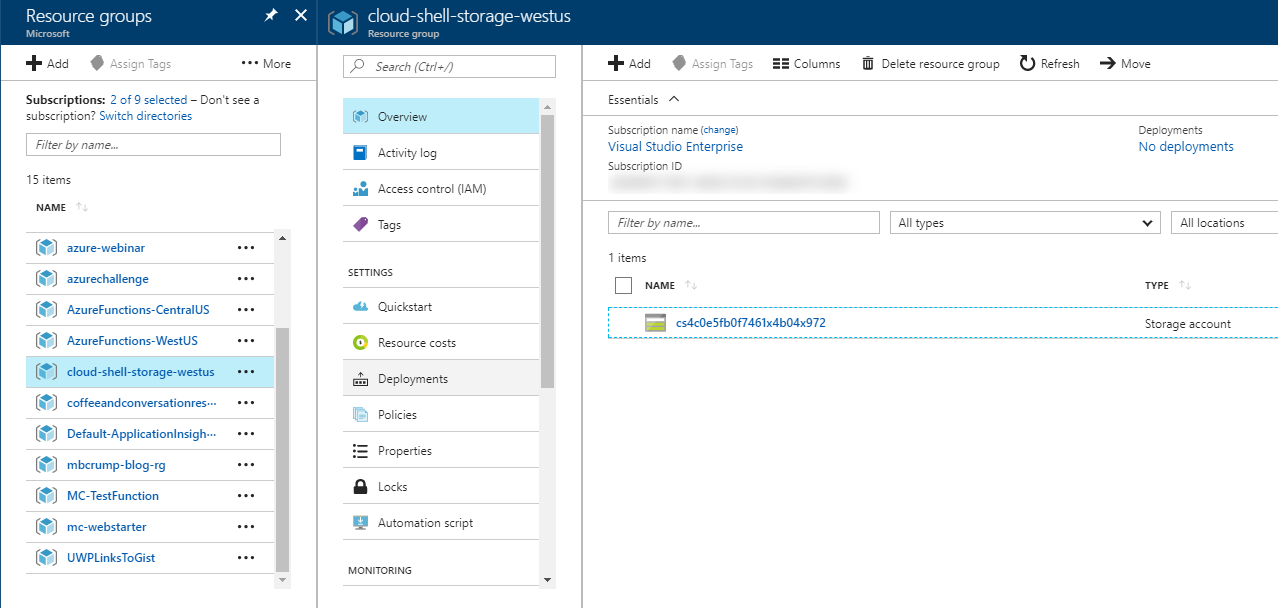 Resource groups
Microsoft
Add
Assign Tags
More
Subscriptions: 2 of 9 selected – Don't see a
subscription? Switch directories
Filter by name...
15 items
NAME
azure-webinar
azurechallenge
AzureFunctions-CentralUS
AzureFunctions-WestUS
cloud-shell-storage-westus
coffeeandconversationres···
Default-ApplicationInsigh···
mbcrump-blog-rg
MC-TestFunction
mc-webstarter
UWPLinksToGist
cloud-shell-storage-westus
Resource group
Search (Ctrl+/)
Overview
Activity log
Access control (IAM)
Tags
SETTINGS
Quickstart
Resource costs
Deployments
Policies
Properties
Locks
Automation script
MONITORING
Add
Assign Tags
Columns
Delete resource group
Refresh
Move
Essentials
Subscription name (change)
Visual Studio Enterprise
Subscription ID
Deployments
No deployments
Filter by name...
All types
All locations
1 items
NAME
TYPE
cs4c0e5fb0f7461x4b04x972
Storage account